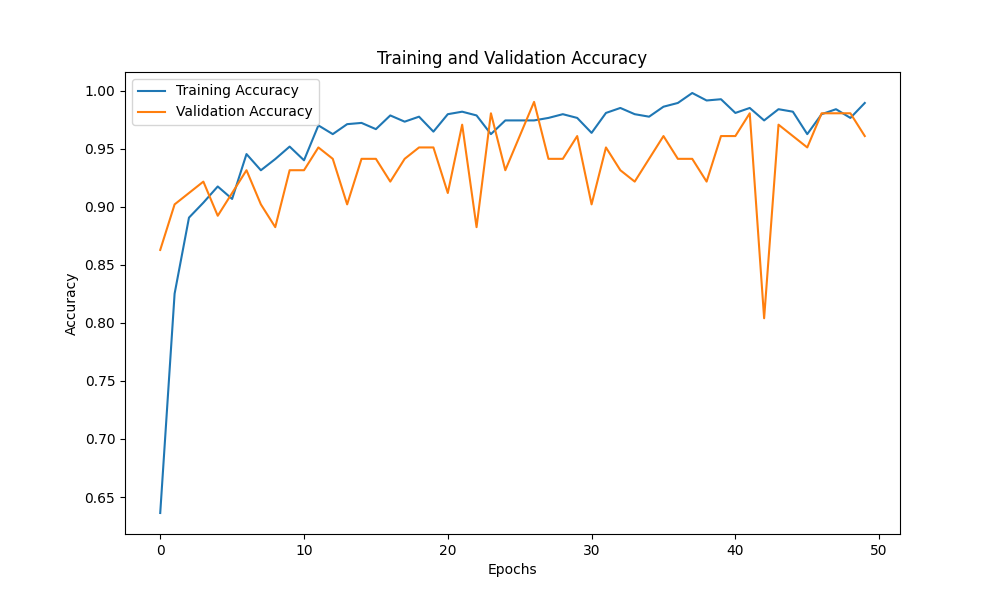 Training and Validation Accuracy
Training Accuracy
Validation Accuracy
1.00
0.95
0.90
0.85
0.80
0.75
0.70
0.65
Accuracy
0 10 20 30 40 50
Epochs